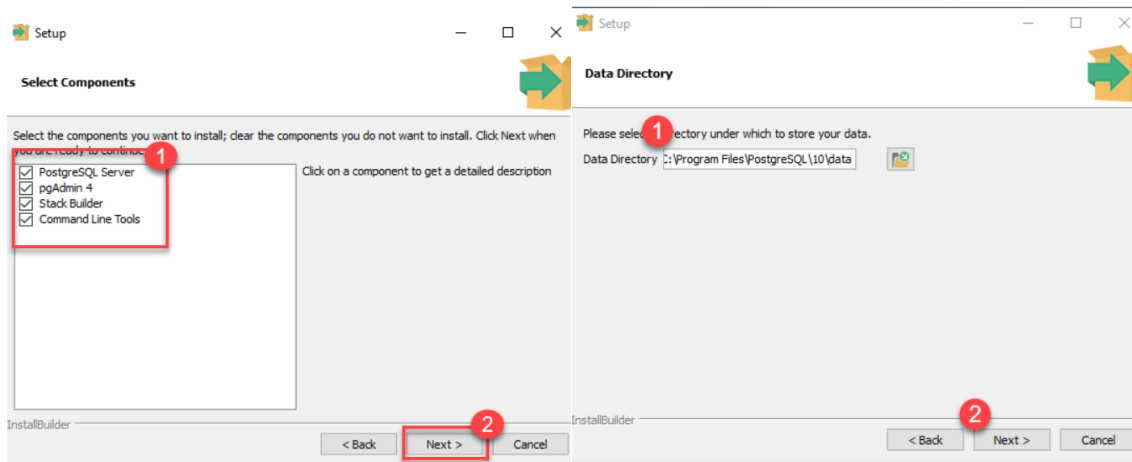 Setup
Select Components
Select the components you want to install; clear the components you do not want to install. Click Next when
you are ready to continue.
1
PostgreSQL Server
pgAdmin 4
Stack Builder
Command Line Tools
Click on a component to get a detailed description
InstallBuilder
2
< Back
Next >
Cancel
Setup
Data Directory
1
Please select directory under which to store your data.
Data Directory
C:\Program Files\PostgreSQL\10\data
InstallBuilder
2
< Back
Next >
Cancel